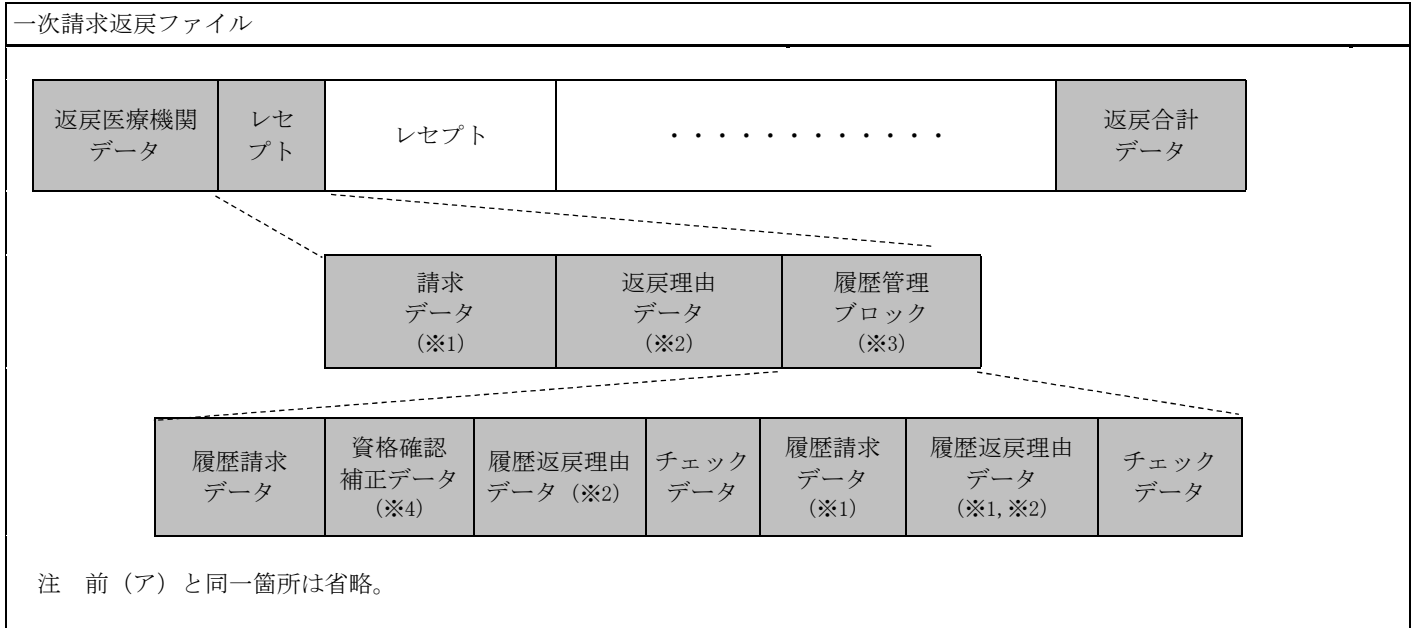 一次請求返戻ファイル
返戻医療機関
データ
レセ
プト
レセプト
・・・・・・・・・・・・
返戻合計
データ
請求
データ
(※1)
返戻理由
データ
(※2)
履歴管理
ブロック
(※3)
履歴請求
データ
資格確認
補正データ
(※4)
履歴返戻理由
データ（※2）
チェック
データ
履歴請求
データ
(※1)
履歴返戻理由
データ
(※1,※2)
チェック
データ
注　前（ア）と同一箇所は省略。